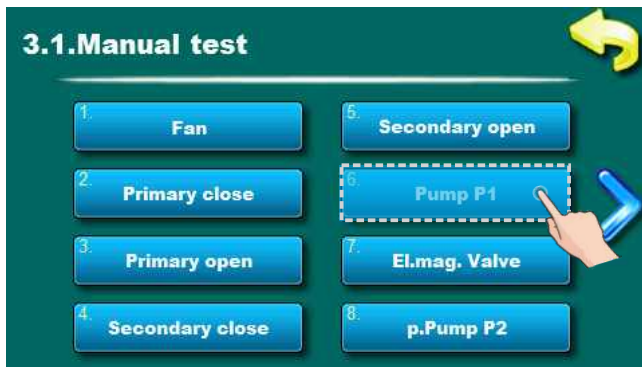 3.1.Manual test
1.
Fan
2.
Primary close
3.
Primary open
4.
Secondary close
5.
Secondary open
6.
Pump P1
7.
El.mag. Valve
8.
p.Pump P2